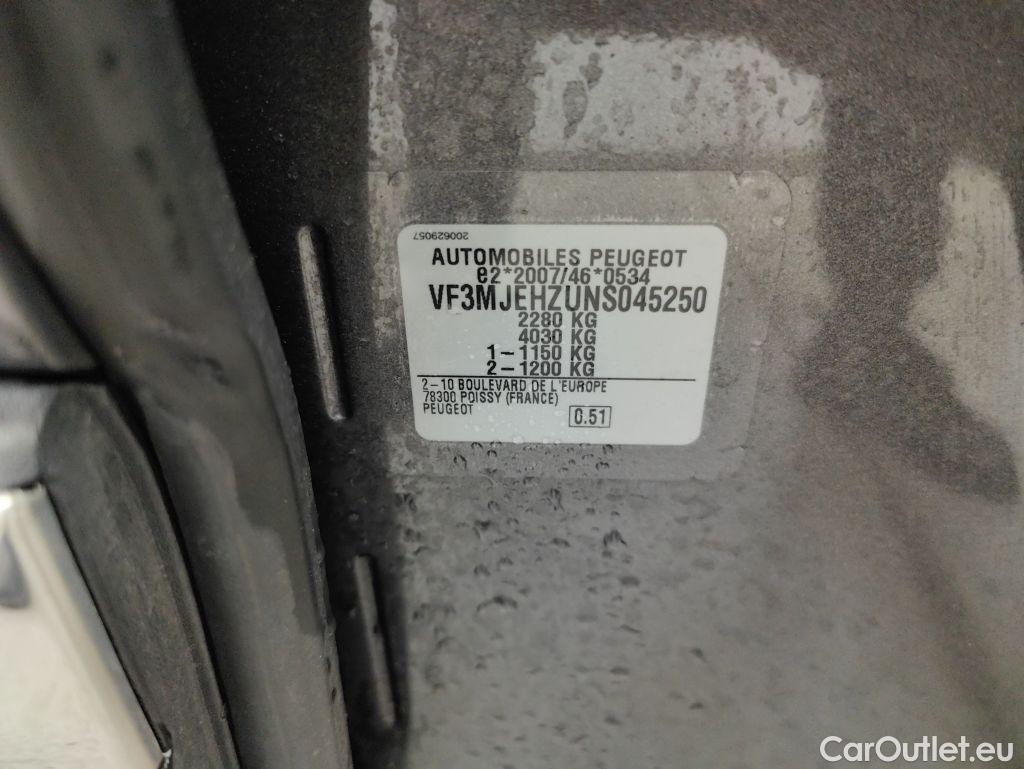 200629057
AUTOMOBILES PEUGEOT
e2*2007/46*0534
VF3MJEHZUNS045250
2280 KG
4030 KG
1-1150 KG
2-1200 KG
2-10 BOULEVARD DE L'EUROPE
78300 POISSY (FRANCE)
PEUGEOT
0.51
CarOutlet.eu